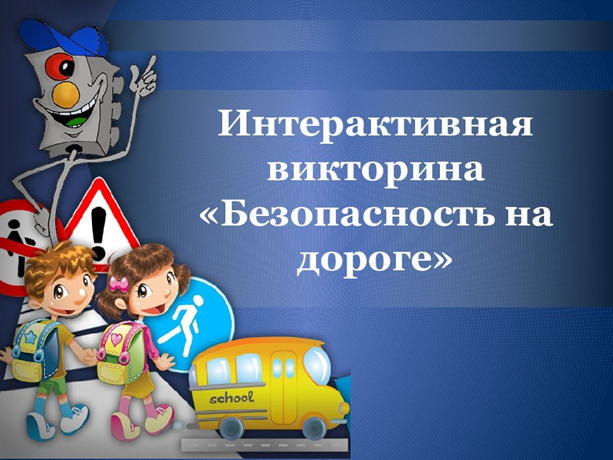 Интерактивная
викторина
«Безопасность на
дороге»
school